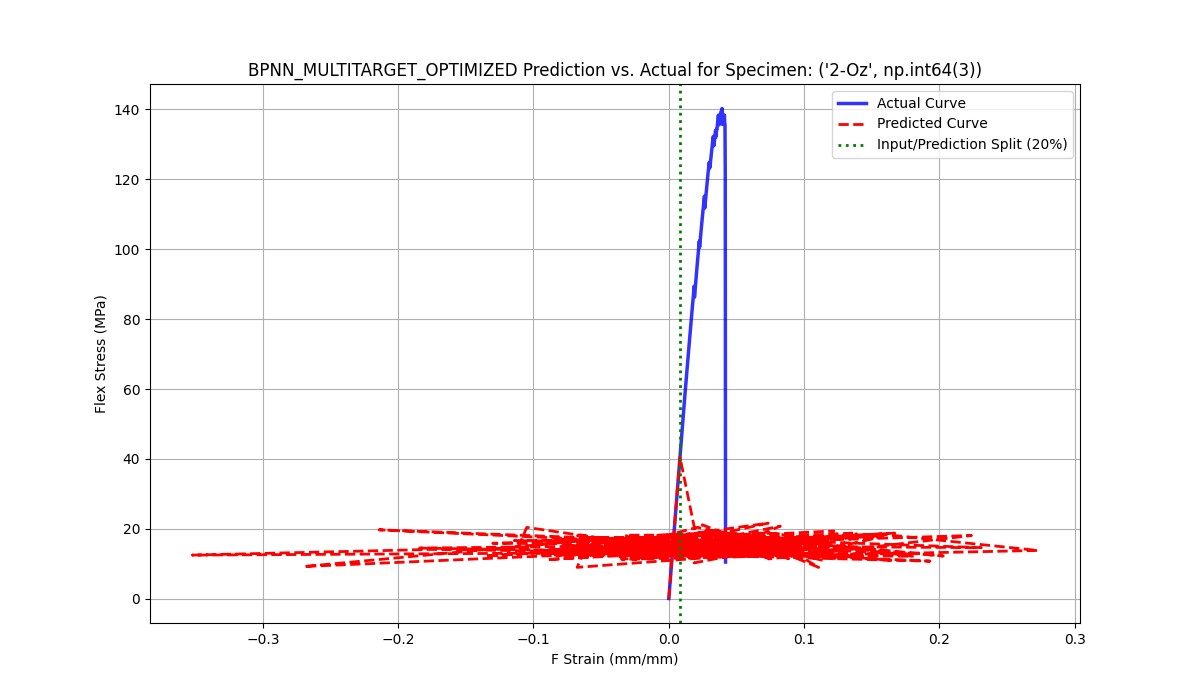 BPNN_MULTITARGET_OPTIMIZED Prediction vs. Actual for Specimen: ('2-Oz', np.int64(3))
Actual Curve
Predicted Curve
Input/Prediction Split (20%)
Flex Stress (MPa)
140
120
100
80
60
40
20
0
−0.3
−0.2
−0.1
0.0
0.1
0.2
0.3
F Strain (mm/mm)